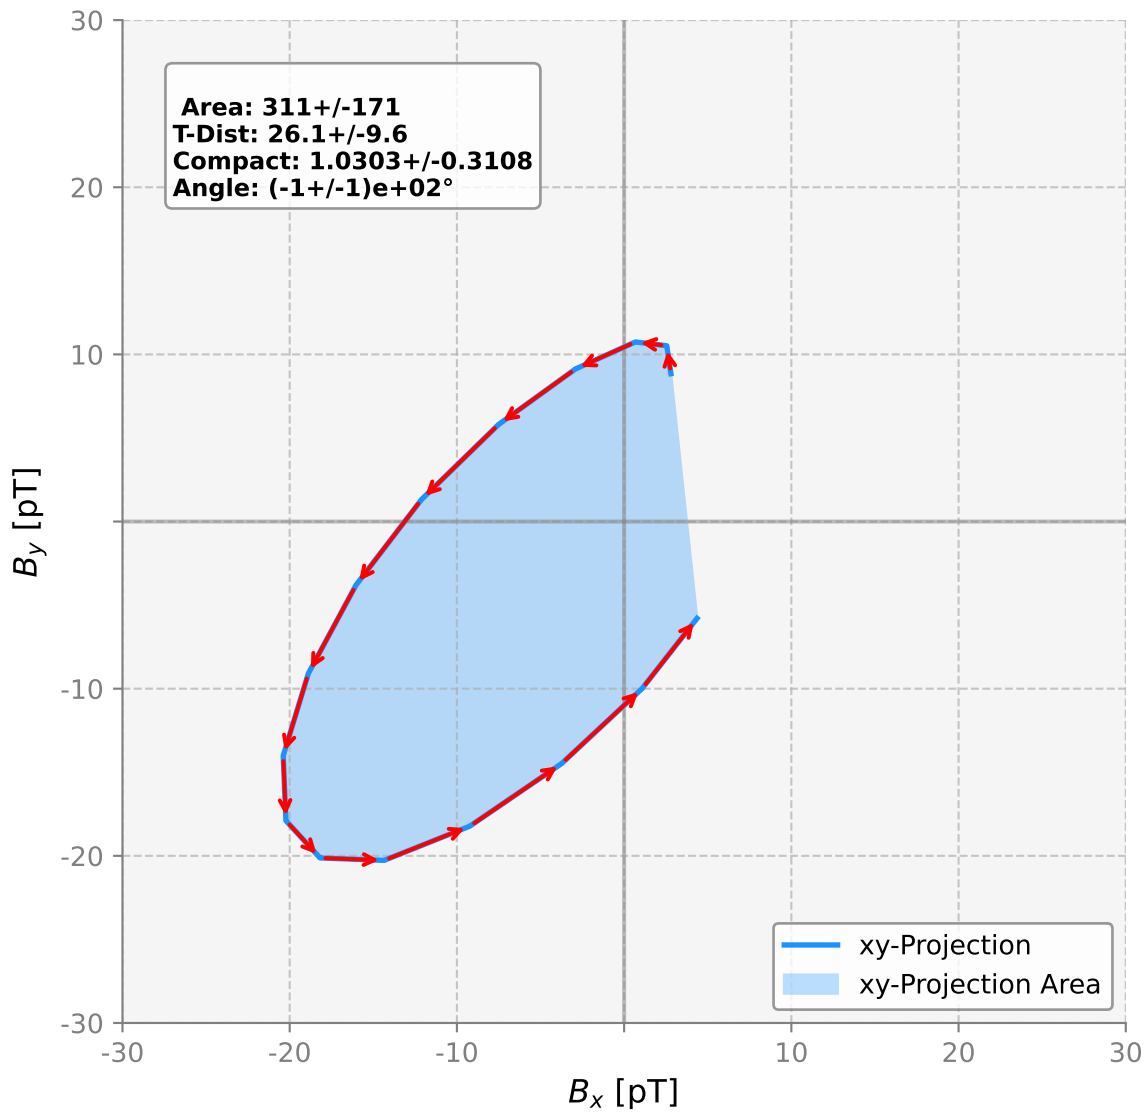 30
20
10
-10
-20
-30
-30
-20
-10
10
20
30
B_y [pT]
B_x [pT]
Area: 311+/-171
T-Dist: 26.1+/-9.6
Compact: 1.0303+/-0.3108
Angle: (-1+/-1)e+02°
xy-Projection
xy-Projection Area